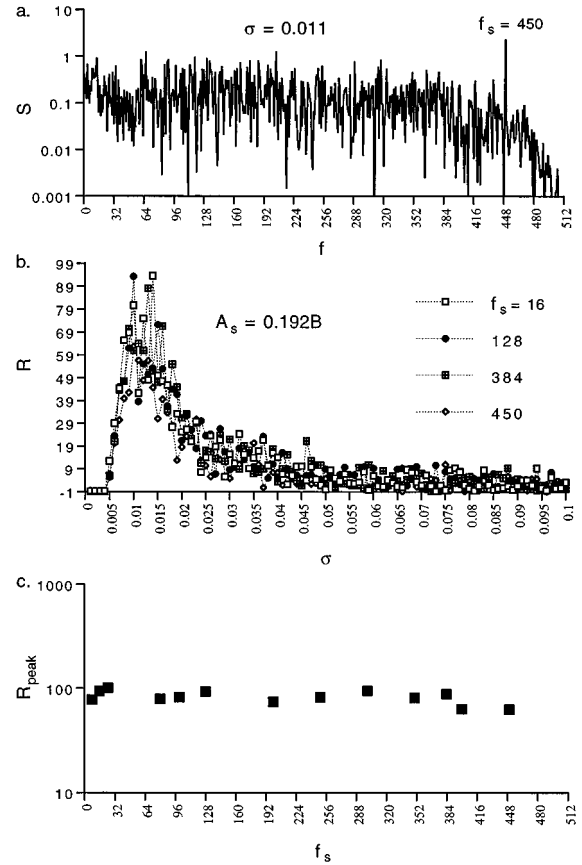 a.
σ = 0.011
f_s = 450
S
10
1
0.1
0.01
0.001
0 32 64 96 128 160 192 224 256 288 320 352 384 416 448 480 512
f
b.
R
99
89
79
69
59
49
39
29
19
9
-1
A_s = 0.192B
f_s = 16
128
384
450
0 0.005 0.01 0.015 0.02 0.025 0.03 0.035 0.04 0.045 0.05 0.055 0.06 0.065 0.07 0.075 0.08 0.085 0.09 0.095 0.1
σ
c.
R_peak
1000
100
10
0 32 64 96 128 160 192 224 256 288 320 352 384 416 448 480 512
f_s